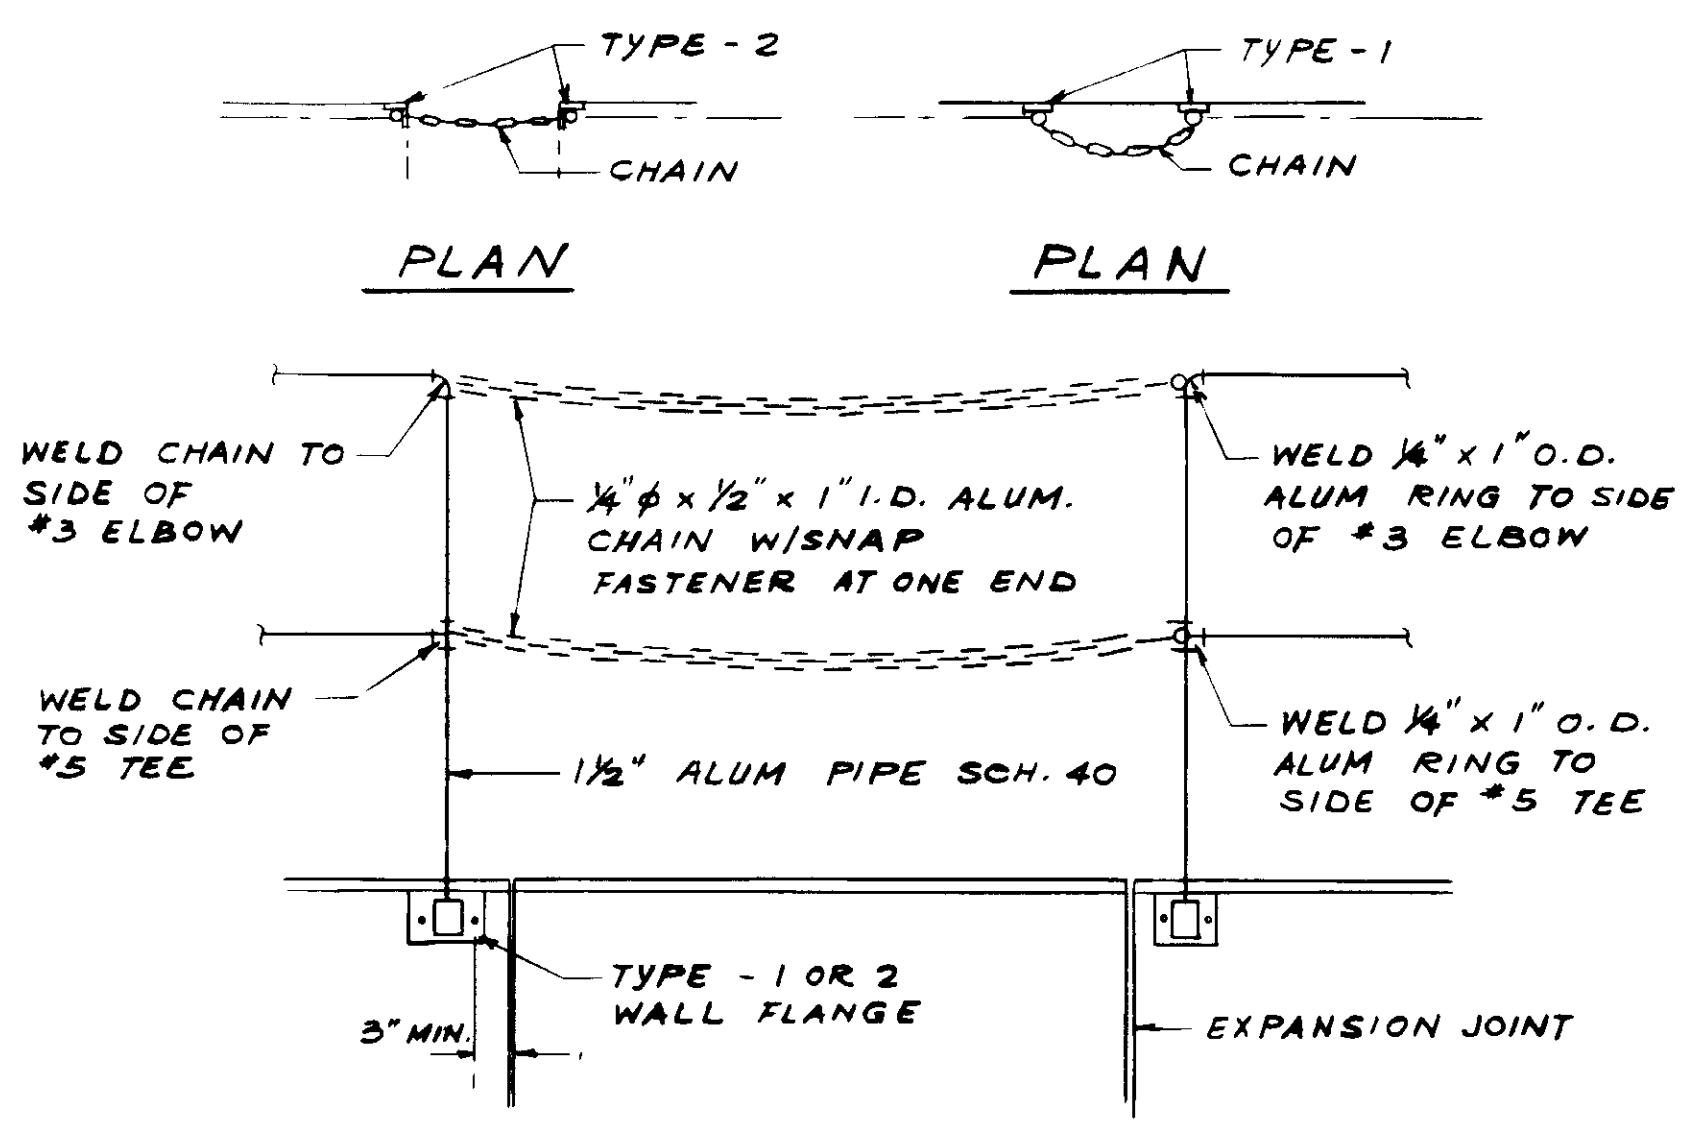 TYPE - 2
TYPE - 1
CHAIN
CHAIN
PLAN
PLAN
WELD CHAIN TO
SIDE OF
#3 ELBOW
1/4" ϕ x 1/2" x 1" I.D. ALUM.
CHAIN W/SNAP
FASTENER AT ONE END
WELD 1/4" x 1" O.D.
ALUM RING TO SIDE
OF #3 ELBOW
WELD CHAIN
TO SIDE OF
#5 TEE
1 1/2" ALUM PIPE SCH. 40
WELD 1/4" x 1" O.D.
ALUM RING TO
SIDE OF #5 TEE
TYPE - 1 OR 2
WALL FLANGE
3" MIN.
EXPANSION JOINT